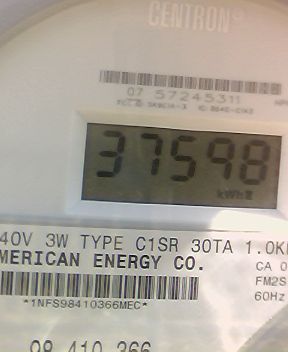 CENTRON®
07 57245311
37598
kWh
40V 3W TYPE C1SR 30TA 1.0K
MERICAN ENERGY CO.
CA 0
FM2S
60Hz
*1NFS98410366MEC*
98 410 366